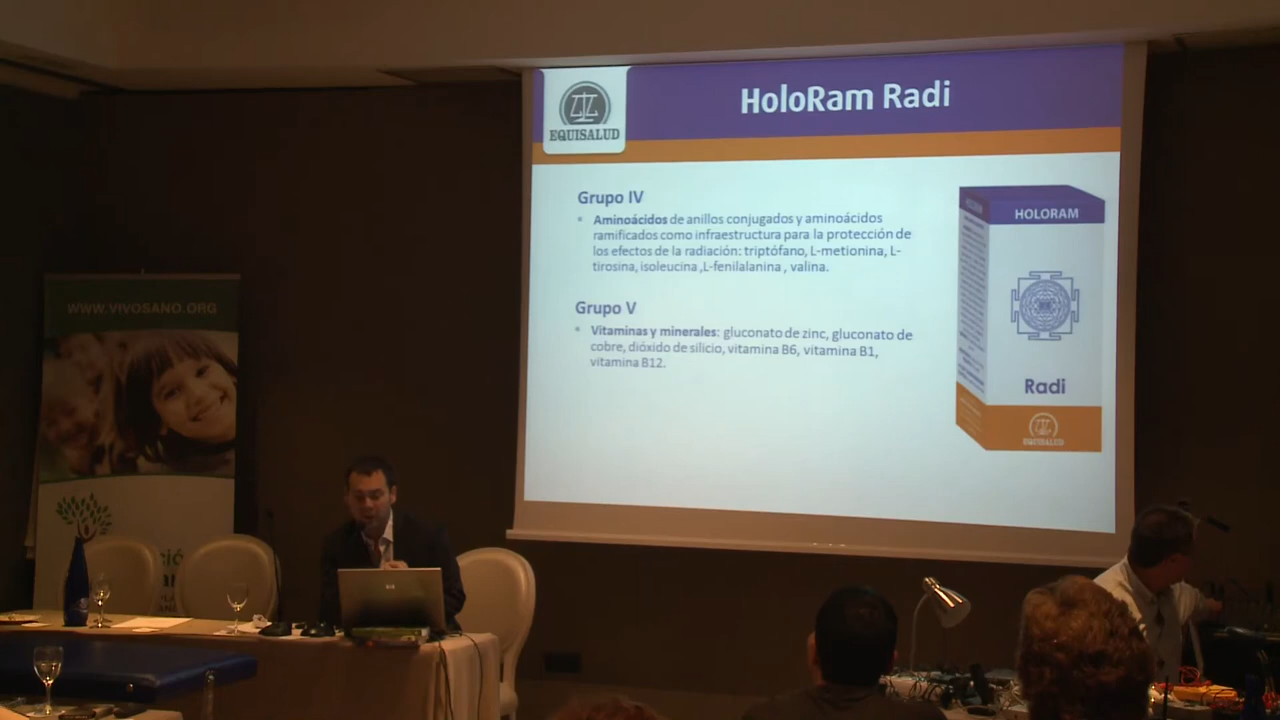 HoloRam Radi
EQUISALUD
Grupo IV
Aminoácidos de anillos conjugados y aminoácidos
ramificados como infraestructura para la protección de
los efectos de la radiación: triptófano, L-metionina, L-
tirosina, isoleucina ,L-fenilalanina , valina.
Grupo V
Vitaminas y minerales: gluconato de zinc, gluconato de
cobre, dióxido de silicio, vitamina B6, vitamina B1,
vitamina B12.
HOLORAM
Radi
EQUISALUD
WWW.VIVOSANO.ORG